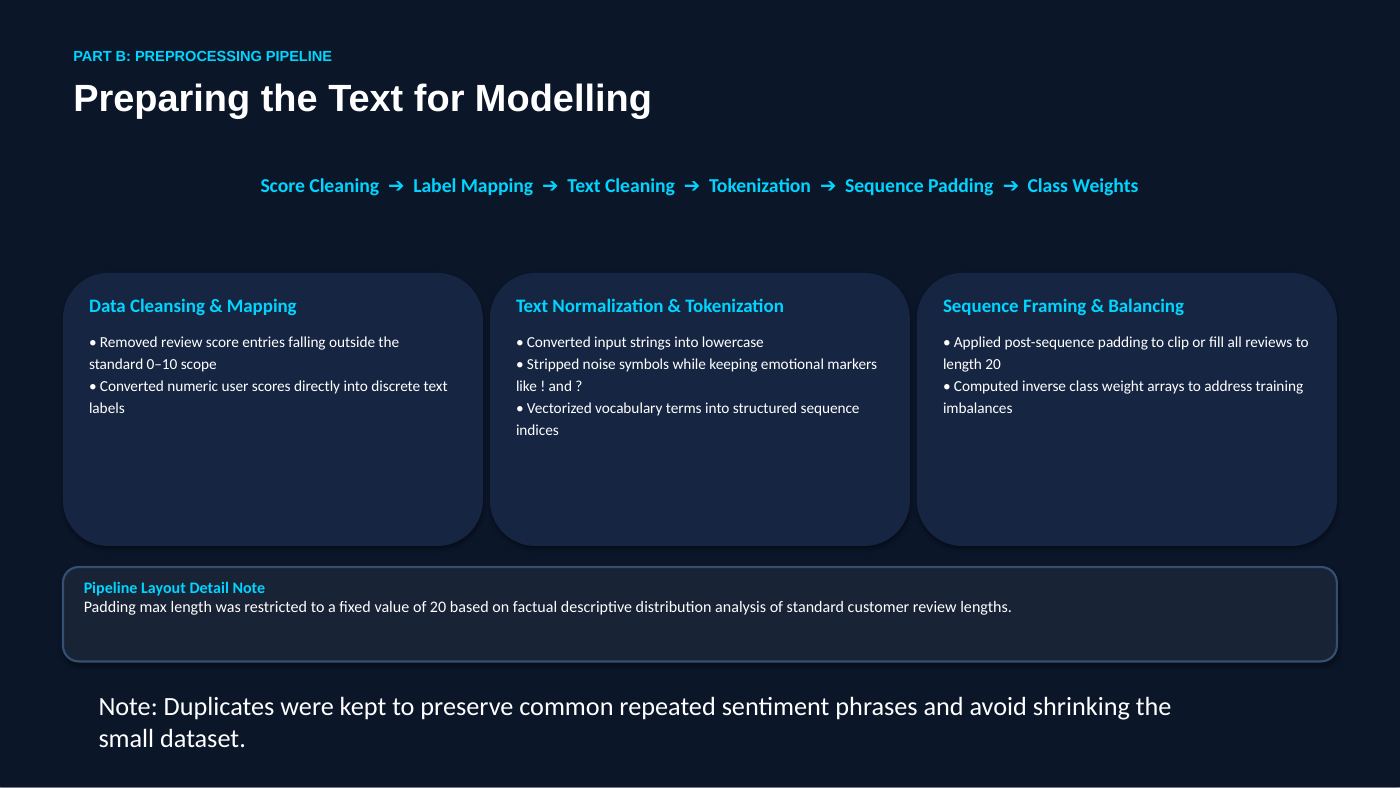 PART B: PREPROCESSING PIPELINE
Preparing the Text for Modelling
Score Cleaning ➔ Label Mapping ➔ Text Cleaning ➔ Tokenization ➔ Sequence Padding ➔ Class Weights
Data Cleansing & Mapping
• Removed review score entries falling outside the
standard 0–10 scope
• Converted numeric user scores directly into discrete text
labels
Text Normalization & Tokenization
• Converted input strings into lowercase
• Stripped noise symbols while keeping emotional markers
like ! and ?
• Vectorized vocabulary terms into structured sequence
indices
Sequence Framing & Balancing
• Applied post-sequence padding to clip or fill all reviews to
length 20
• Computed inverse class weight arrays to address training
imbalances
Pipeline Layout Detail Note
Padding max length was restricted to a fixed value of 20 based on factual descriptive distribution analysis of standard customer review lengths.
Note: Duplicates were kept to preserve common repeated sentiment phrases and avoid shrinking the
small dataset.